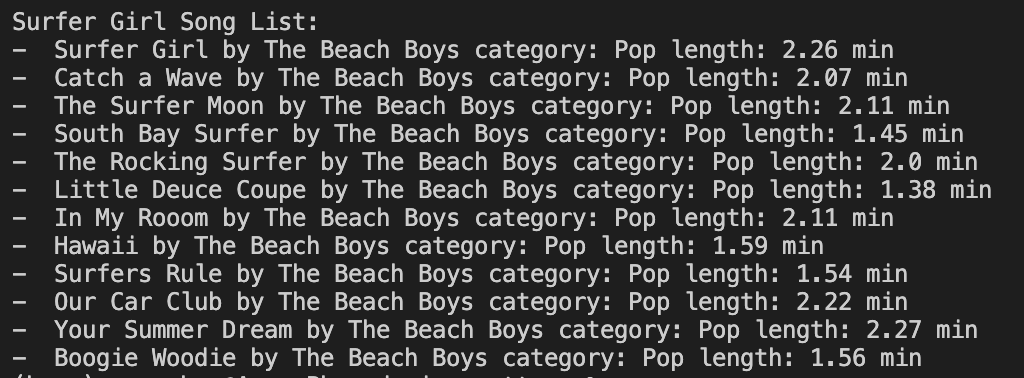 Surfer Girl Song List:
-  Surfer Girl by The Beach Boys category: Pop length: 2.26 min
-  Catch a Wave by The Beach Boys category: Pop length: 2.07 min
-  The Surfer Moon by The Beach Boys category: Pop length: 2.11 min
-  South Bay Surfer by The Beach Boys category: Pop length: 1.45 min
-  The Rocking Surfer by The Beach Boys category: Pop length: 2.0 min
-  Little Deuce Coupe by The Beach Boys category: Pop length: 1.38 min
-  In My Rooom by The Beach Boys category: Pop length: 2.11 min
-  Hawaii by The Beach Boys category: Pop length: 1.59 min
-  Surfers Rule by The Beach Boys category: Pop length: 1.54 min
-  Our Car Club by The Beach Boys category: Pop length: 2.22 min
-  Your Summer Dream by The Beach Boys category: Pop length: 2.27 min
-  Boogie Woodie by The Beach Boys category: Pop length: 1.56 min